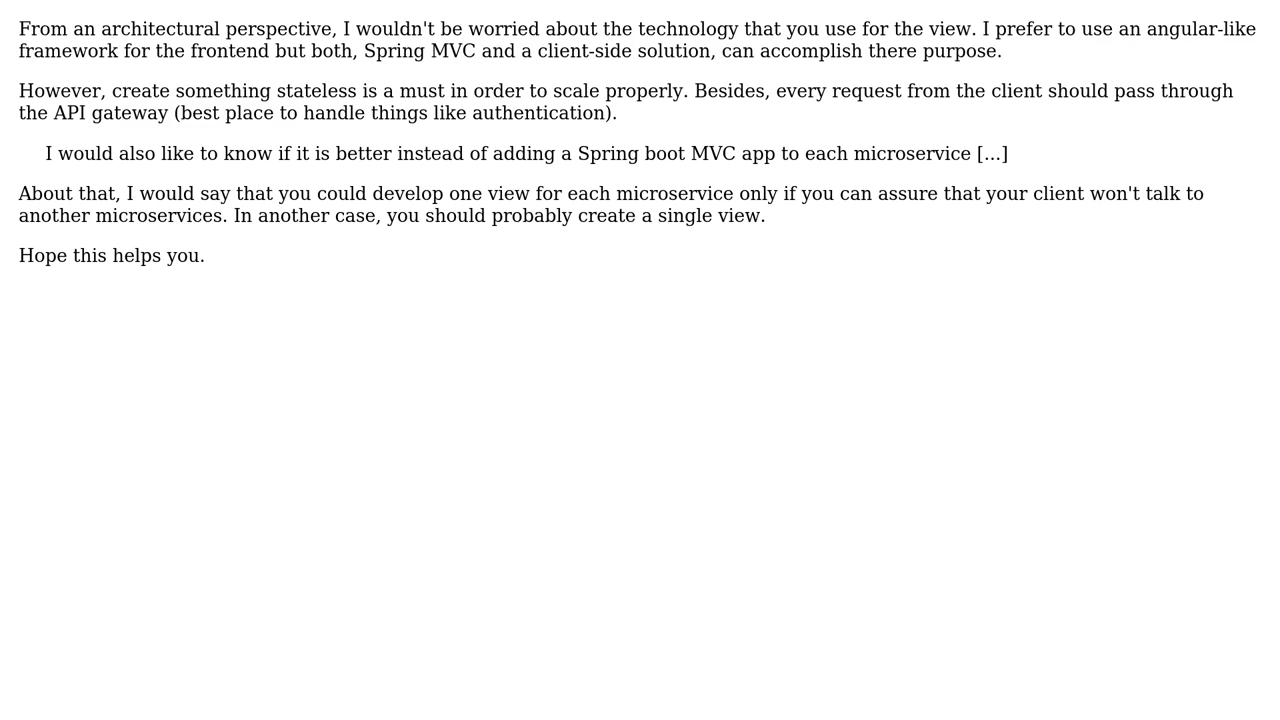 From an architectural perspective, I wouldn't be worried about the technology that you use for the view. I prefer to use an angular-like
framework for the frontend but both, Spring MVC and a client-side solution, can accomplish there purpose.
However, create something stateless is a must in order to scale properly. Besides, every request from the client should pass through
the API gateway (best place to handle things like authentication).
I would also like to know if it is better instead of adding a Spring boot MVC app to each microservice [...]
About that, I would say that you could develop one view for each microservice only if you can assure that your client won't talk to
another microservices. In another case, you should probably create a single view.
Hope this helps you.